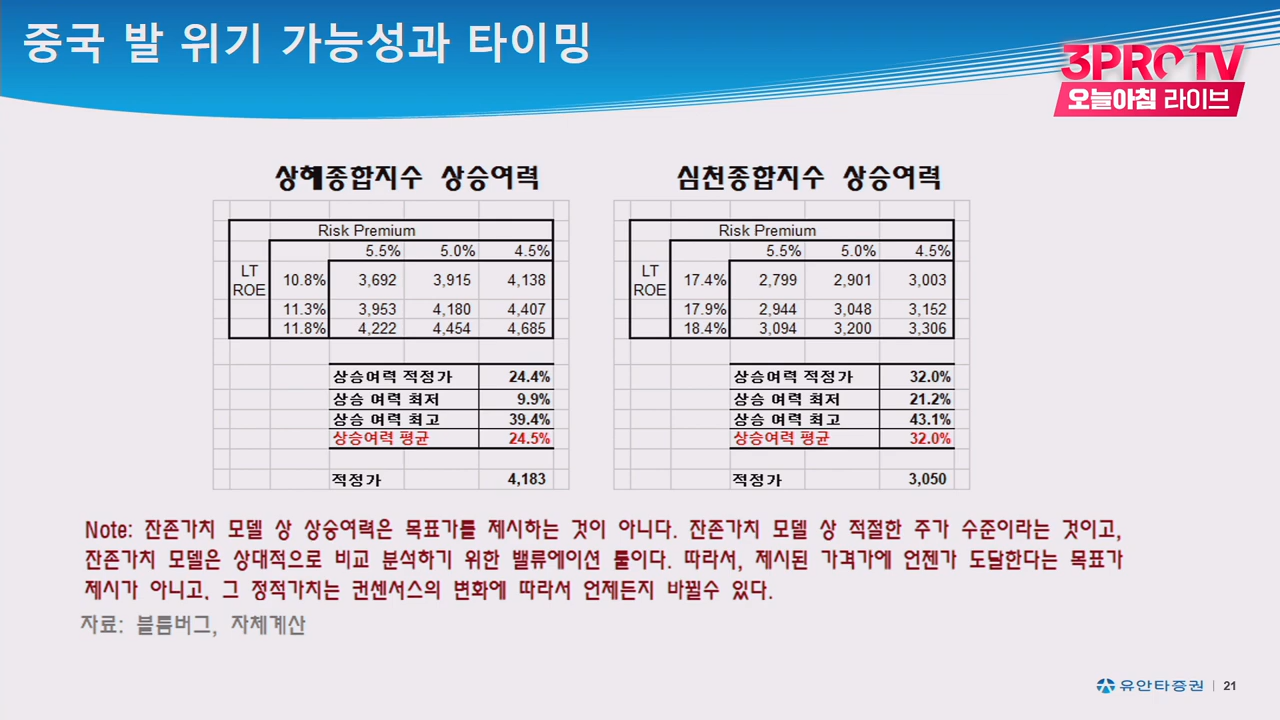 중국 발 위기 가능성과 타이밍
3PROTV
오늘아침 라이브
상해종합지수 상승여력
Risk Premium
5.5% 5.0% 4.5%
LT ROE 10.8% 3,692 3,915 4,138
11.3% 3,953 4,180 4,407
11.8% 4,222 4,454 4,685
상승여력 적정가 24.4%
상승 여력 최저 9.9%
상승 여력 최고 39.4%
상승여력 평균 24.5%
적정가 4,183
심천종합지수 상승여력
Risk Premium
5.5% 5.0% 4.5%
LT ROE 17.4% 2,799 2,901 3,003
17.9% 2,944 3,048 3,152
18.4% 3,094 3,200 3,306
상승여력 적정가 32.0%
상승 여력 최저 21.2%
상승 여력 최고 43.1%
상승여력 평균 32.0%
적정가 3,050
Note: 잔존가치 모델 상 상승여력은 목표가를 제시하는 것이 아니다. 잔존가치 모델 상 적절한 주가 수준이라는 것이고,
잔존가치 모델은 상대적으로 비교 분석하기 위한 밸류에이션 툴이다. 따라서, 제시된 가격가에 언젠가 도달한다는 목표가
제시가 아니고, 그 정적가치는 컨센서스의 변화에 따라서 언제든지 바뀔수 있다.
자료: 블룸버그, 자체계산
유안타증권 | 21